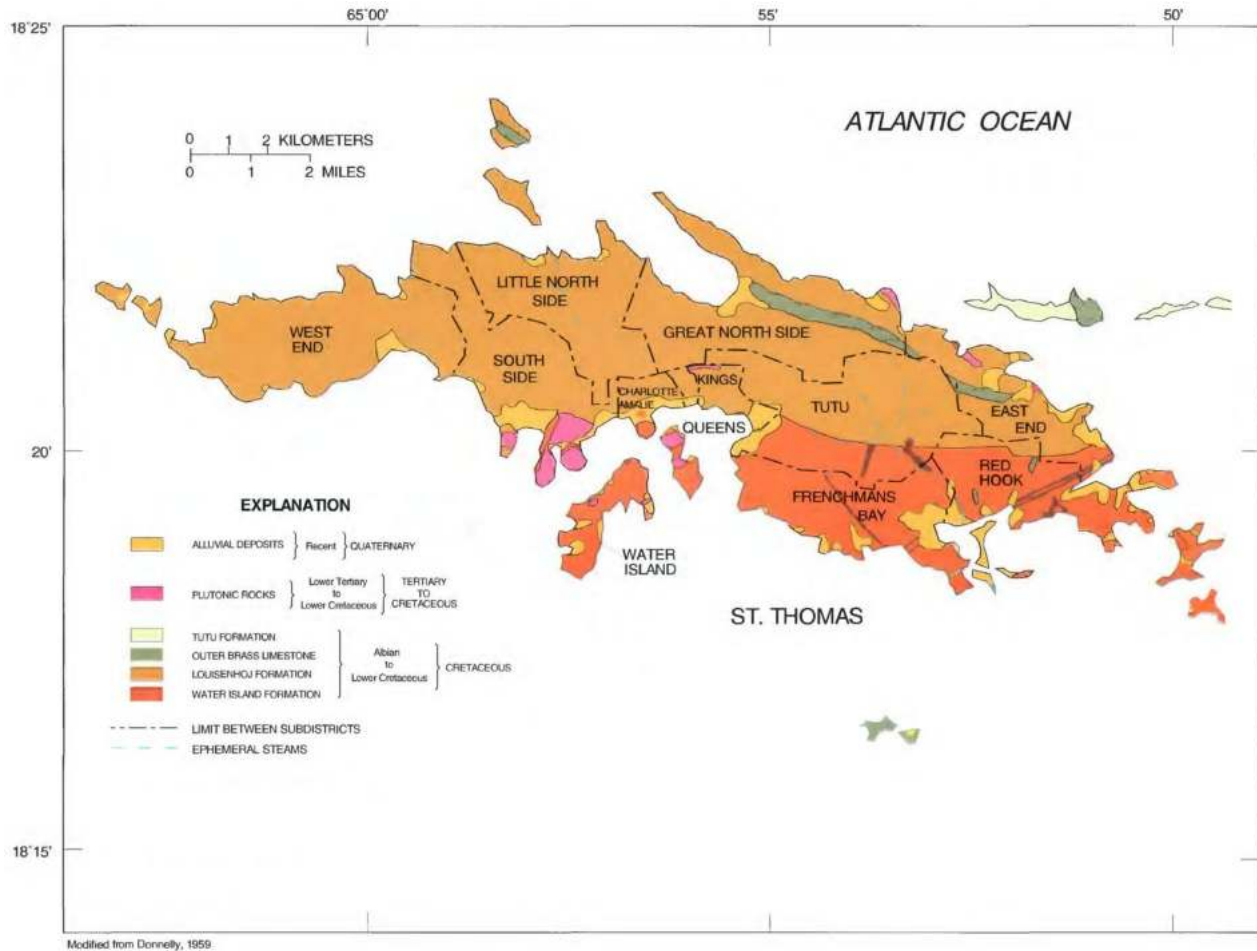 65°00' 55' 50'
18°25'
ATLANTIC OCEAN
0 1 2 KILOMETERS
0 1 2 MILES
LITTLE NORTH
SIDE
WEST
END
GREAT NORTH SIDE
SOUTH
SIDE
KINGS
CHARLOTTE
AMALIE
TUTU
EAST
END
QUEENS
20'
RED
HOOK
FRENCHMANS
BAY
WATER
ISLAND
ST. THOMAS
EXPLANATION
ALLUVIAL DEPOSITS Recent QUATERNARY
PLUTONIC ROCKS Lower Tertiary to Lower Cretaceous TERTIARY TO CRETACEOUS
TUTU FORMATION
OUTER BRASS LIMESTONE
LOUISENHOJ FORMATION
WATER ISLAND FORMATION
Albian
to
Lower Cretaceous
CRETACEOUS
LIMIT BETWEEN SUBDISTRICTS
EPHEMERAL STEAMS
18°15'
Modified from Donnelly, 1959